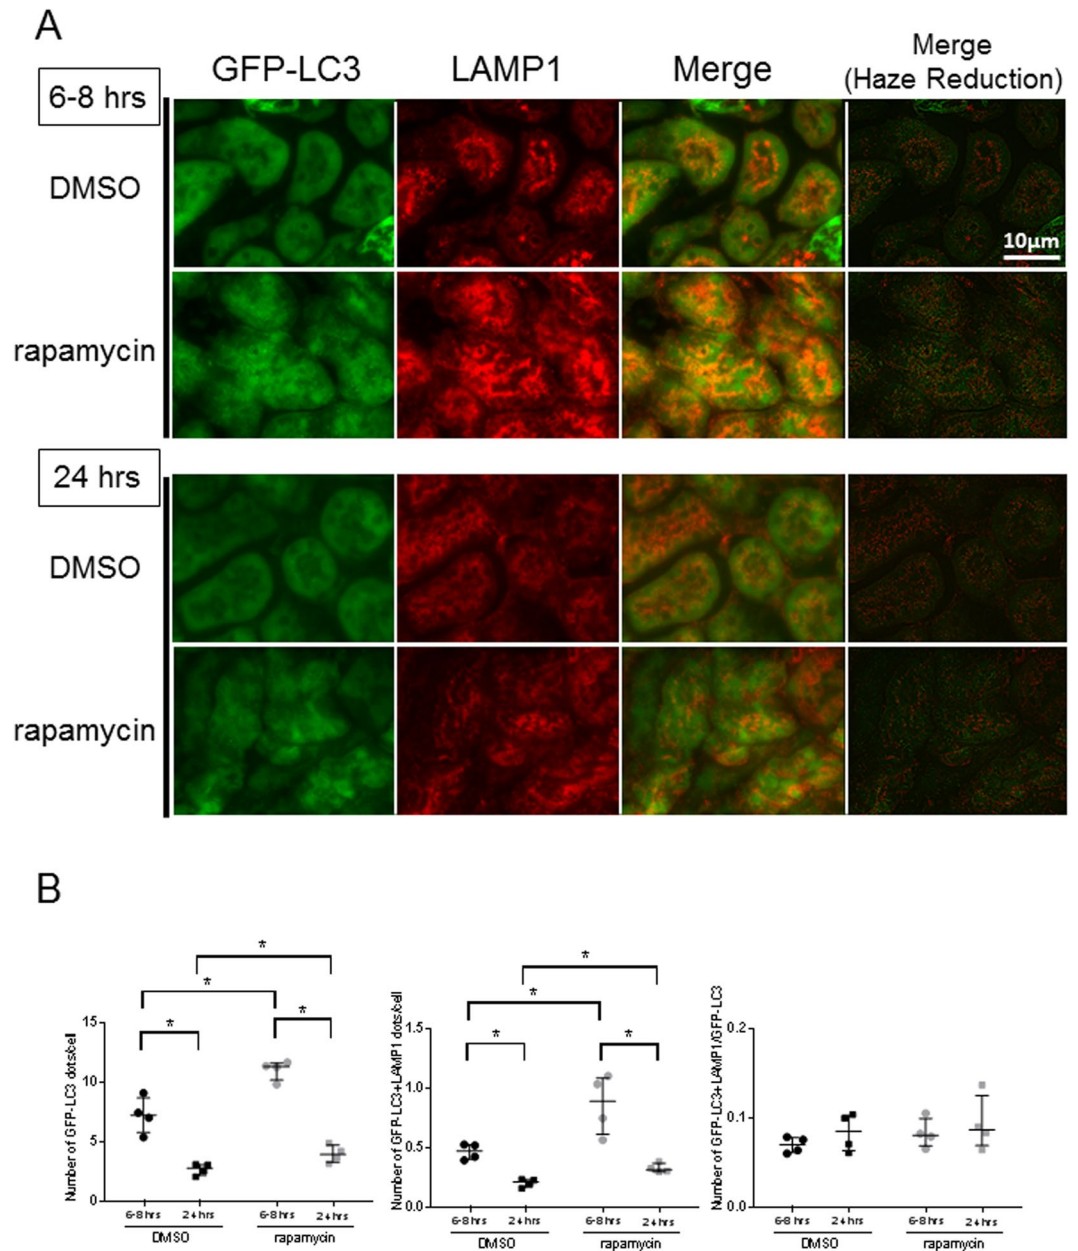 A
GFP-LC3 LAMP1 Merge Merge
(Haze Reduction)
6-8 hrs
DMSO
10µm
rapamycin
24 hrs
DMSO
rapamycin
B
Number of GFP-LC3 dots/cell
15
10
5
0
*
*
*
*
6-8 hrs 24 hrs 6-8 hrs 24 hrs
DMSO rapamycin
Number of GFP-LC3+LAMP1 dots/cell
1.5
1.0
0.5
0.0
*
*
*
*
6-8 hrs 24 hrs 6-8 hrs 24 hrs
DMSO rapamycin
Number of GFP-LC3+LAMP1/GFP-LC3
0.2
0.1
0.0
6-8 hrs 24 hrs 6-8 hrs 24 hrs
DMSO rapamycin